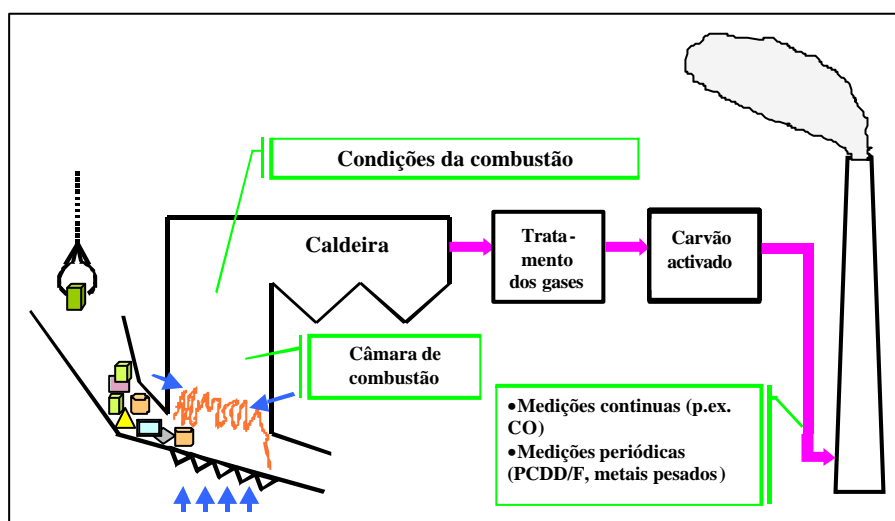 Condições da combustão
Caldeira
Trata-
mento
dos gases
Carvão
activado
Câmara de
combustão
•Medições continuas (p.ex.
CO)
•Medições periódicas
(PCDD/F, metais pesados)